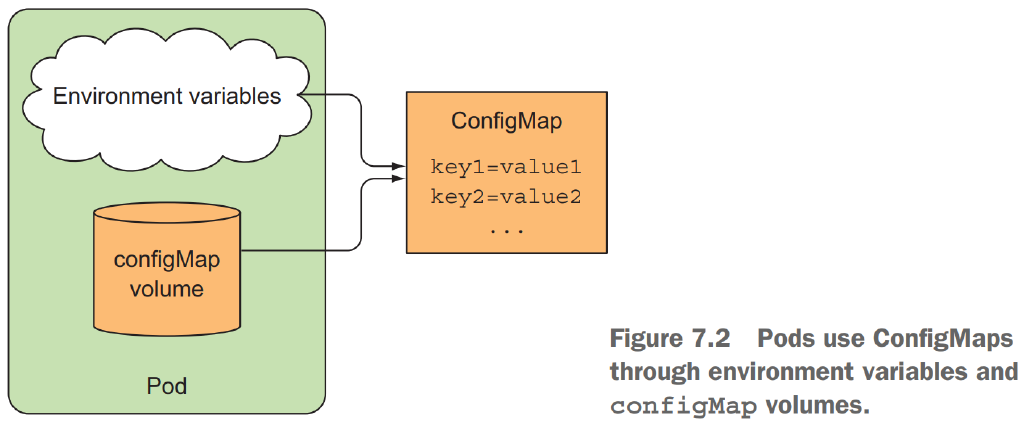 Environment variables
configMap
volume
Pod
ConfigMap
key1=value1
key2=value2
...
Figure 7.2 Pods use ConfigMaps
through environment variables and
configMap volumes.